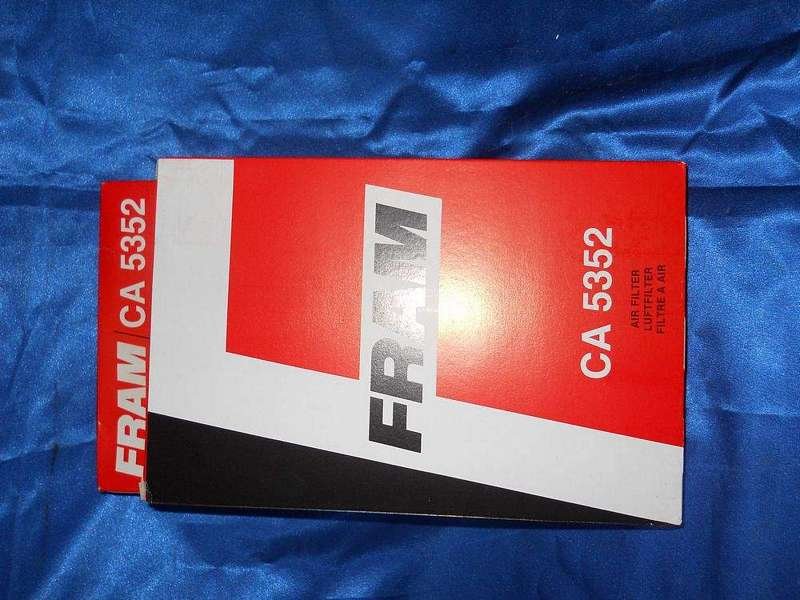 FRAM
CA 5352
AIR FILTER
LUFTFILTER
FILTRE A AIR
FRAM | CA 5352